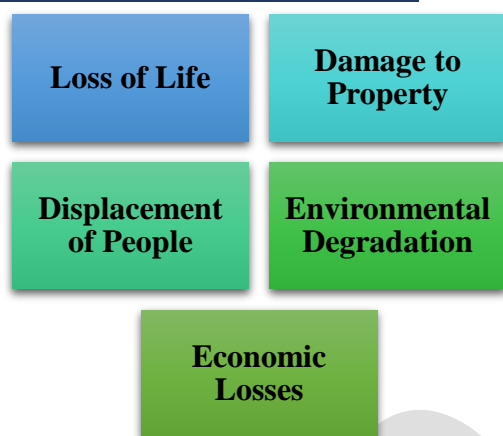 Loss of Life
Damage to
Property
Displacement
of People
Environmental
Degradation
Economic
Losses